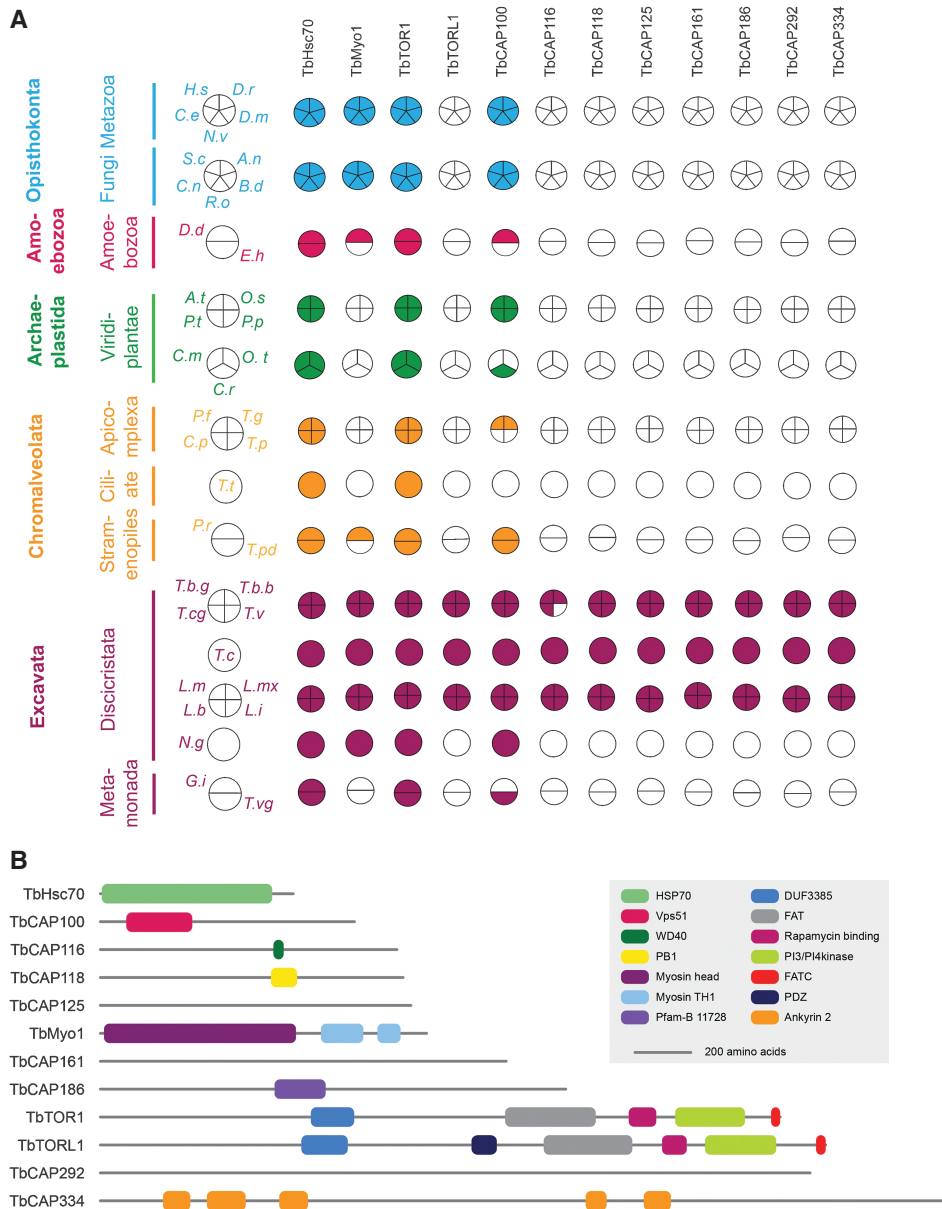 A
TbHsc70
TbMyo1
TbTOR1
TbTORL1
TbCAP100
TbCAP116
TbCAP118
TbCAP125
TbCAP161
TbCAP186
TbCAP292
TbCAP334
Opisthokonta
Metazoa
H.s D.r
C.e D.m
N.v
Fungi
S.c A.n
C.n B.d
R.o
Amo-
ebozoa
Amoe-
bozoa
D.d
E.h
Archae-
plastida
Viridi-
plantae
A.t O.s
P.t P.p
C.m O. t
C.r
Chromalveolata
Apico-
mplexa
P.f T.g
C.p T.p
Cili-
ate
T.t
Stram-
enopiles
P.r
T.pd
Excavata
Discicristata
T.b.g T.b.b
T.cg T.v
T.c
L.m L.mx
L.b L.i
N.g
Meta-
monada
G.i
T.vg
B
TbHsc70
TbCAP100
TbCAP116
TbCAP118
TbCAP125
TbMyo1
TbCAP161
TbCAP186
TbTOR1
TbTORL1
TbCAP292
TbCAP334
HSP70 DUF3385
Vps51 FAT
WD40 Rapamycin binding
PB1 PI3/PI4kinase
Myosin head FATC
Myosin TH1 PDZ
Pfam-B 11728 Ankyrin 2
200 amino acids